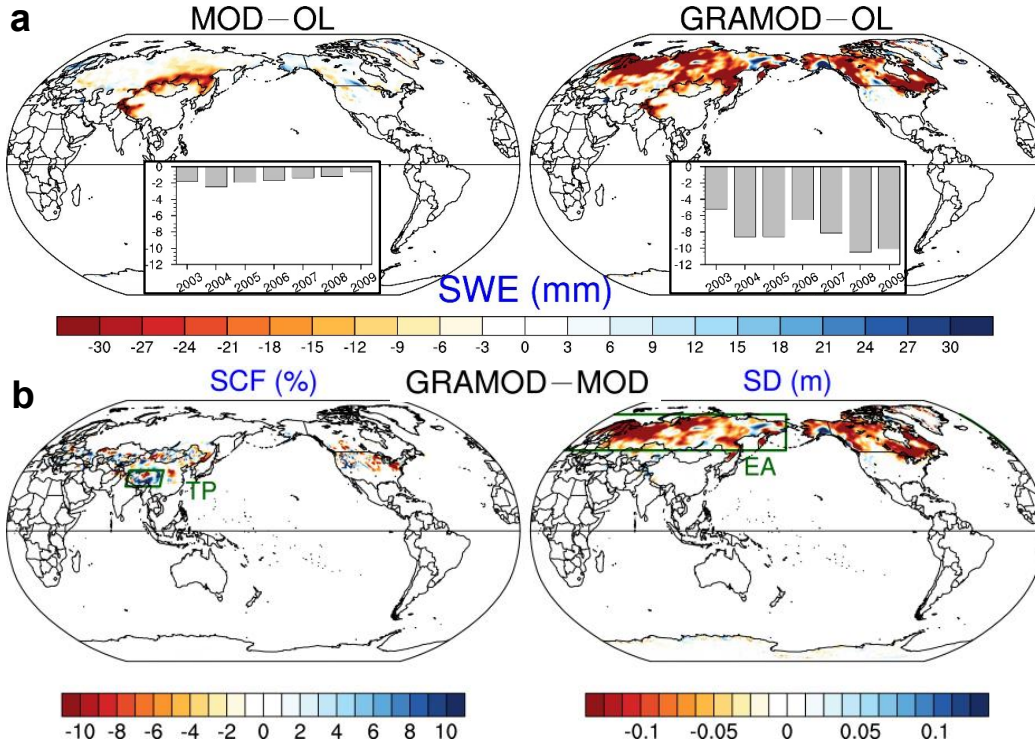 a
MOD—OL
GRAMOD—OL
0
-2
-4
-6
-8
-10
-12
2003 2004 2005 2006 2007 2008 2009
0
-2
-4
-6
-8
-10
-12
2003 2004 2005 2006 2007 2008 2009
SWE (mm)
-30 -27 -24 -21 -18 -15 -12 -9 -6 -3 0 3 6 9 12 15 18 21 24 27 30
b
SCF (%)
GRAMOD—MOD
SD (m)
TP
EA
-10 -8 -6 -4 -2 0 2 4 6 8 10
-0.1 -0.05 0 0.05 0.1